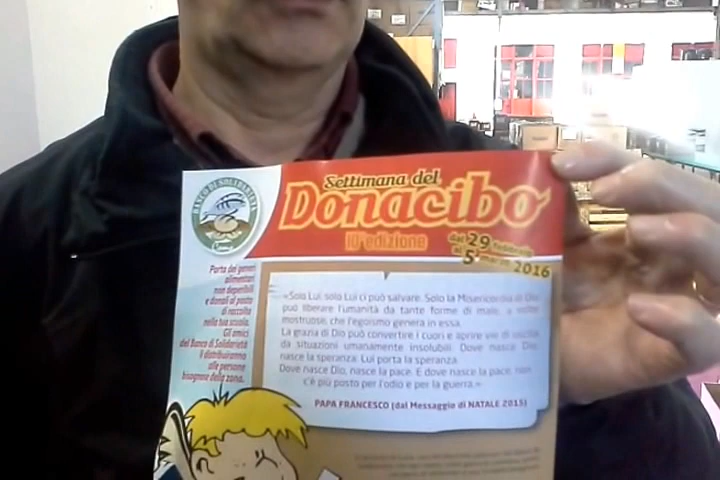 BANCO DI SOLIDARIETÀ
Settimana del
Donacibo
10ª edizione
dal 29 febbraio
al 5 marzo 2016
Porta dei generi
alimentari
non deperibili
e donali al posto
di raccolta
nella tua scuola.
Gli amici
del Banco di Solidarietà
li distribuiranno
alle persone
bisognose della zona.
«Solo Lui, solo Lui ci può salvare. Solo la Misericordia di Dio
può liberare l'umanità da tante forme di male, a volte
mostruose, che l'egoismo genera in essa.
La grazia di Dio può convertire i cuori e aprire vie di uscita
da situazioni umanamente insolubili. Dove nasce Dio,
nasce la speranza: Lui porta la speranza.
Dove nasce Dio, nasce la pace. E dove nasce la pace, non
c'è più posto per l'odio e per la guerra.»
PAPA FRANCESCO (dal Messaggio di NATALE 2015)